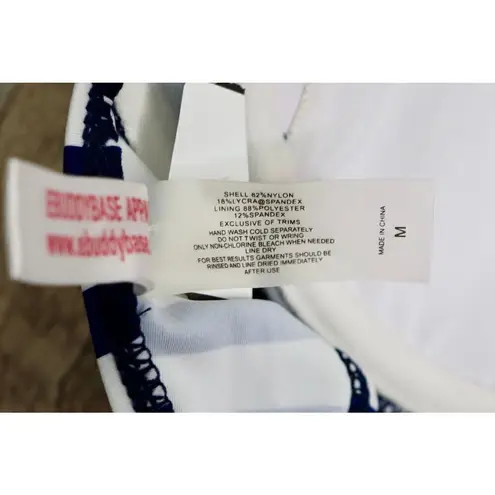 EBUDDYBASE
www.ebuddybase
SHELL 82%NYLON
18%LYCRA@SPANDEX
LINING 88%POLYESTER
12%SPANDEX
EXCLUSIVE OF TRIMS
HAND WASH COLD SEPARATELY
DO NOT TWIST OR WRING
ONLY NON-CHLORINE BLEACH WHEN NEEDED
LINE DRY
FOR BEST RESULTS GARMENTS SHOULD BE
RINSED AND LINE DRIED IMMEDIATELY
AFTER USE
MADE IN CHINA
M